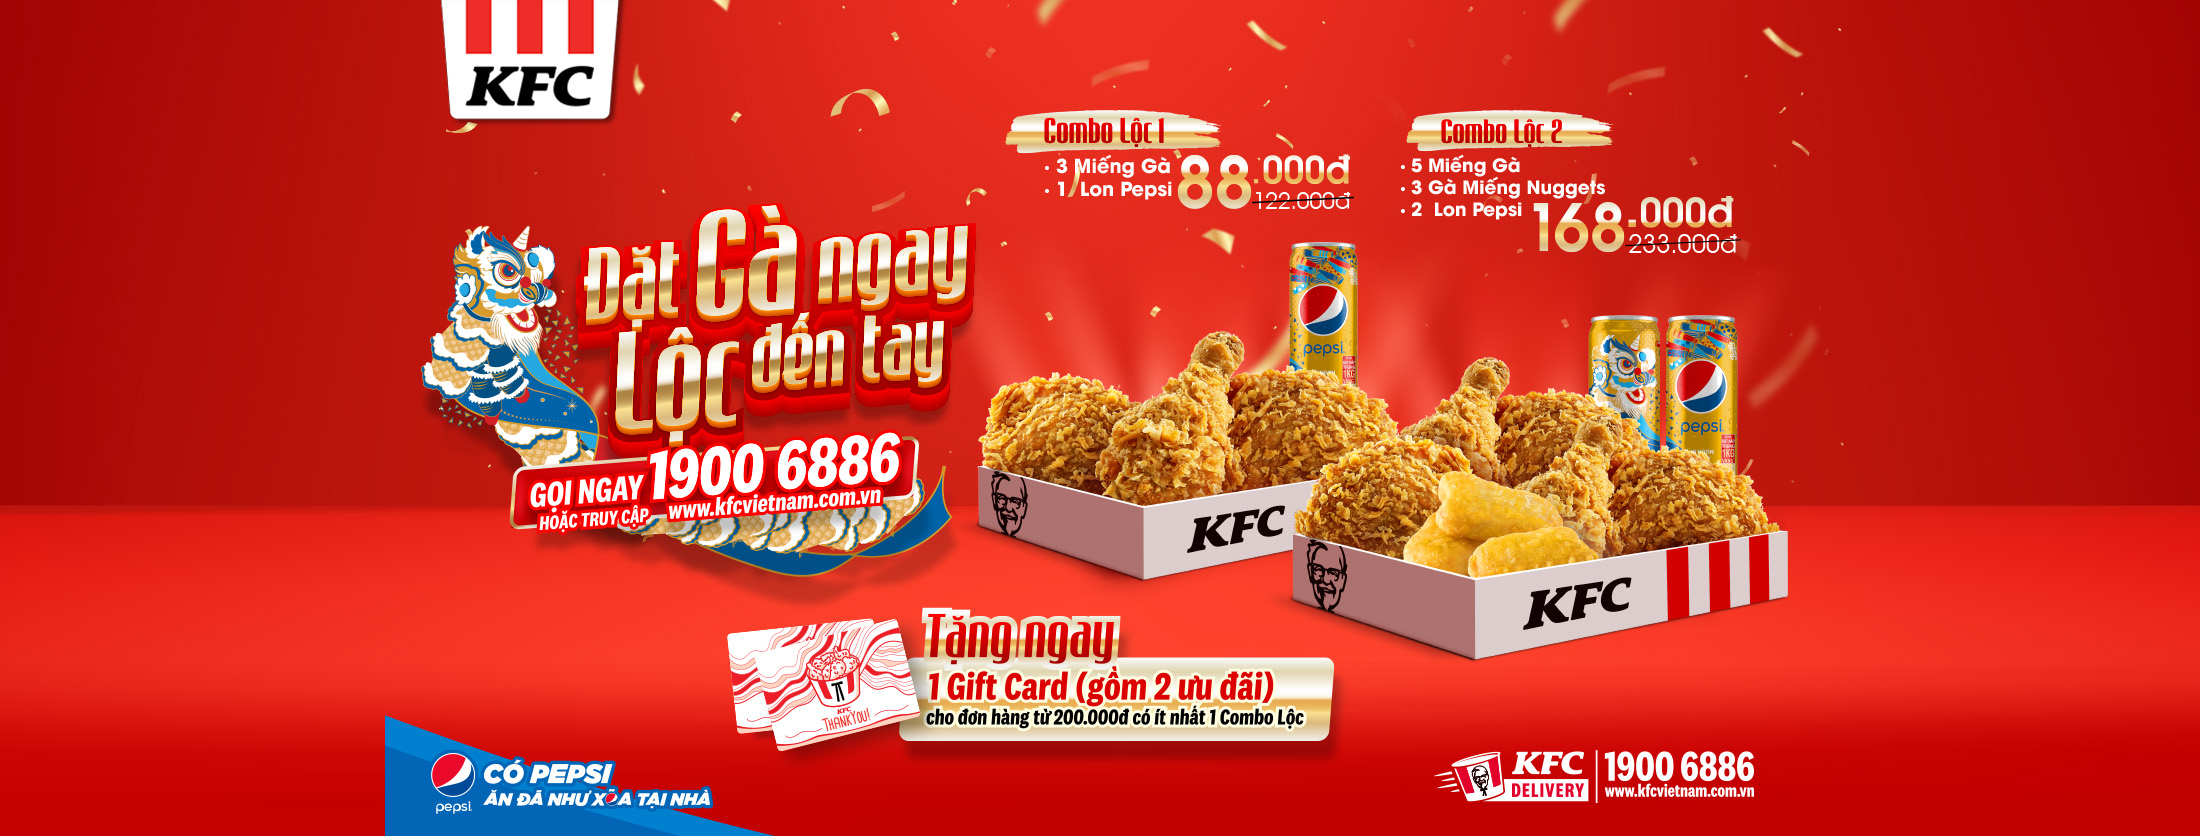 KFC
Combo Lộc 1
• 3 Miếng Gà
• 1 Lon Pepsi
88.000đ
122.000đ
Combo Lộc 2
• 5 Miếng Gà
• 3 Gà Miếng Nuggets
• 2 Lon Pepsi
168.000đ
233.000đ
Đặt Gà ngay
Lộc đến tay
GỌI NGAY 1900 6886
HOẶC TRUY CẬP www.kfcvietnam.com.vn
pepsi
pepsi
KFC
KFC
Tặng ngay
1 Gift Card (gồm 2 ưu đãi)
cho đơn hàng từ 200.000đ có ít nhất 1 Combo Lộc
KFC
THANK YOU!
pepsi
CÓ PEPSI
ĂN ĐÃ NHƯ XÕA TẠI NHÀ
KFC
DELIVERY
1900 6886
www.kfcvietnam.com.vn